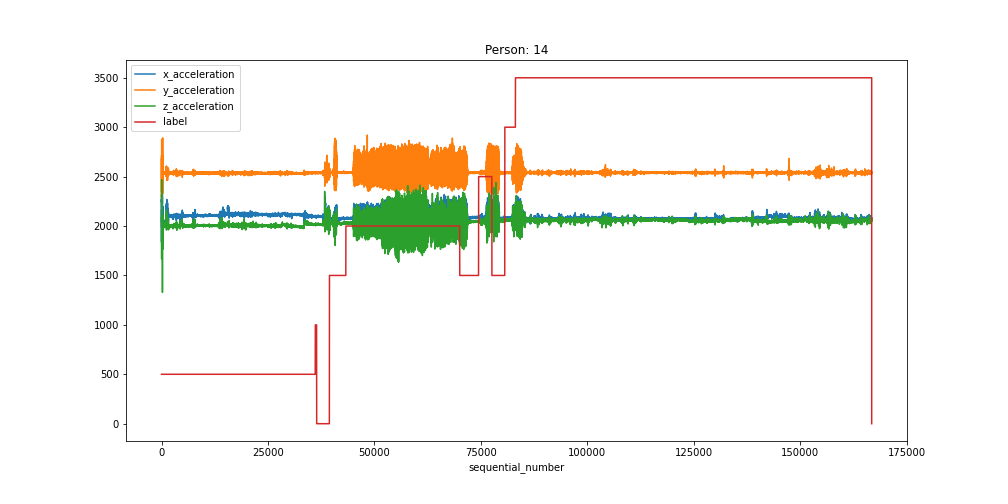 Person: 14
x_acceleration
y_acceleration
z_acceleration
label
3500
3000
2500
2000
1500
1000
500
0
0 25000 50000 75000 100000 125000 150000 175000
sequential_number